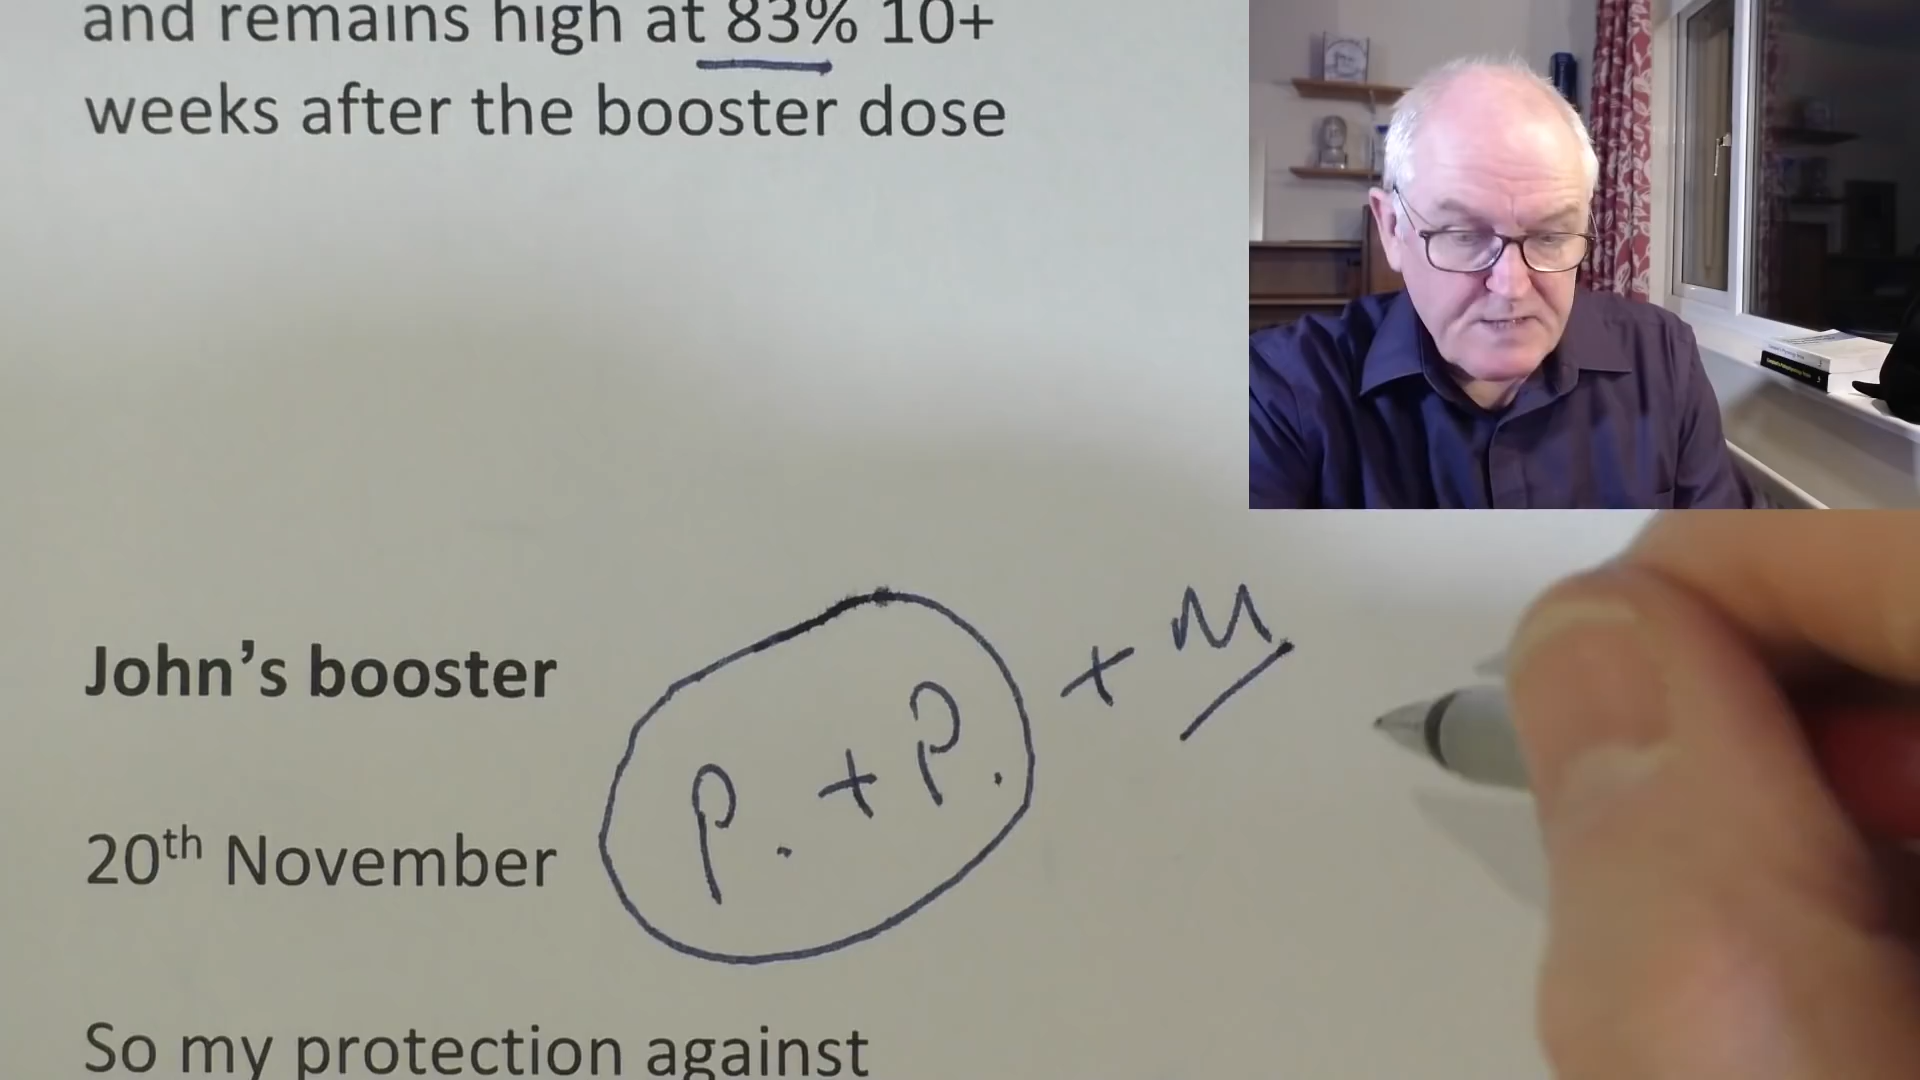 and remains high at 83% 10+
weeks after the booster dose
John's booster
P. + P. + M
20th November
So my protection against